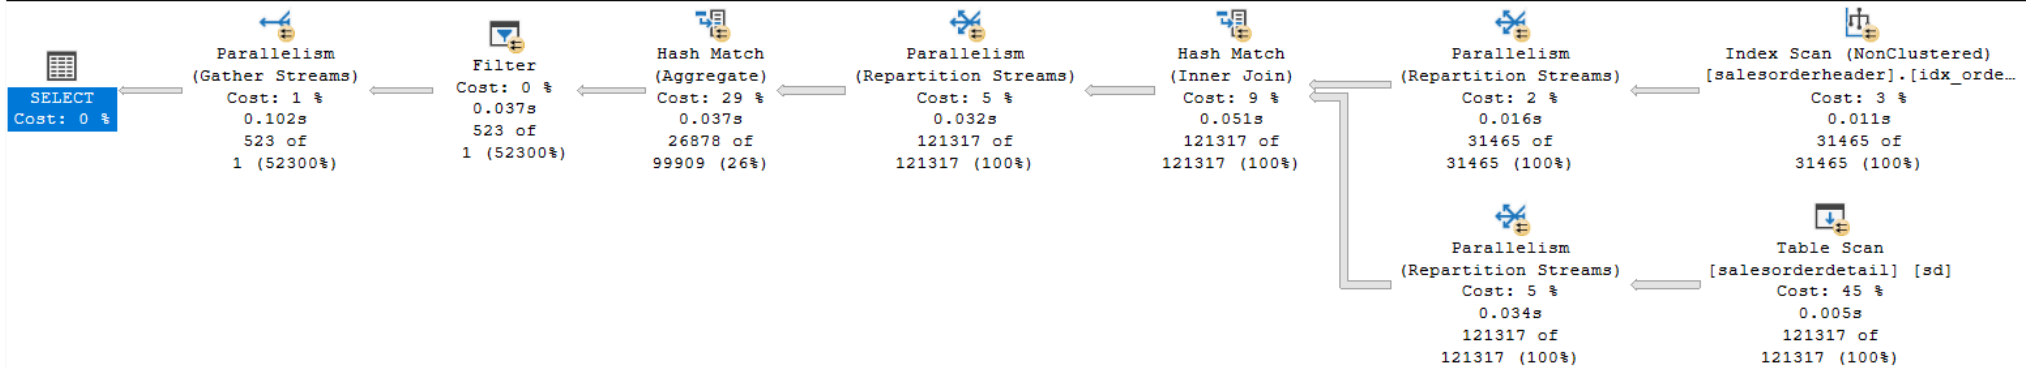 SELECT
Cost: 0 %
Parallelism
(Gather Streams)
Cost: 1 %
0.102s
523 of
1 (52300%)
Filter
Cost: 0 %
0.037s
523 of
1 (52300%)
Hash Match
(Aggregate)
Cost: 29 %
0.037s
26878 of
99909 (26%)
Parallelism
(Repartition Streams)
Cost: 5 %
0.032s
121317 of
121317 (100%)
Hash Match
(Inner Join)
Cost: 9 %
0.051s
121317 of
121317 (100%)
Parallelism
(Repartition Streams)
Cost: 2 %
0.016s
31465 of
31465 (100%)
Index Scan (NonClustered)
[salesorderheader].[idx_orde…
Cost: 3 %
0.011s
31465 of
31465 (100%)
Parallelism
(Repartition Streams)
Cost: 5 %
0.034s
121317 of
121317 (100%)
Table Scan
[salesorderdetail] [sd]
Cost: 45 %
0.005s
121317 of
121317 (100%)